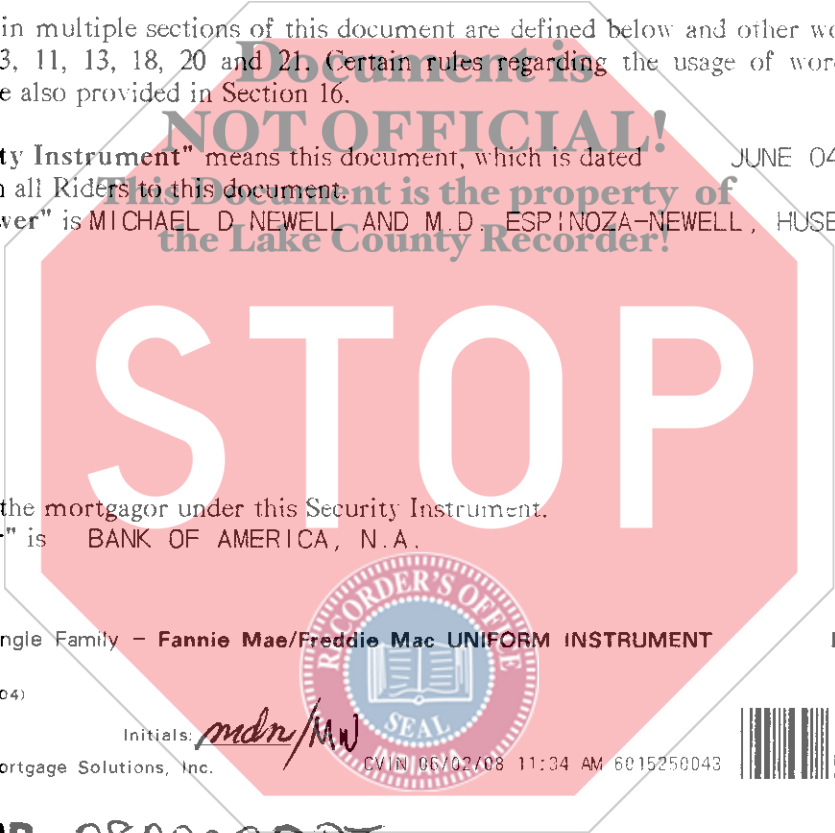 in multiple sections of this document are defined below and other wo
3, 11, 13, 18, 20 and 21. Certain rules regarding the usage of wor
e also provided in Section 16.
Document is
NOT OFFICIAL!
This Document is the property of
the Lake County Recorder!
ty Instrument" means this document, which is dated JUNE 04
all Riders to this document.
ver" is MICHAEL D NEWELL AND M.D. ESPINOZA-NEWELL, HUSB
STOP
the mortgagor under this Security Instrument.
" is BANK OF AMERICA, N.A.
RECORDER'S OFFICE
SEAL
INDIANA
ngle Family - Fannie Mae/Freddie Mac UNIFORM INSTRUMENT
04)
Initials: mdn/MN
ortgage Solutions, Inc. CVIN 06/02/08 11:34 AM 6015250043